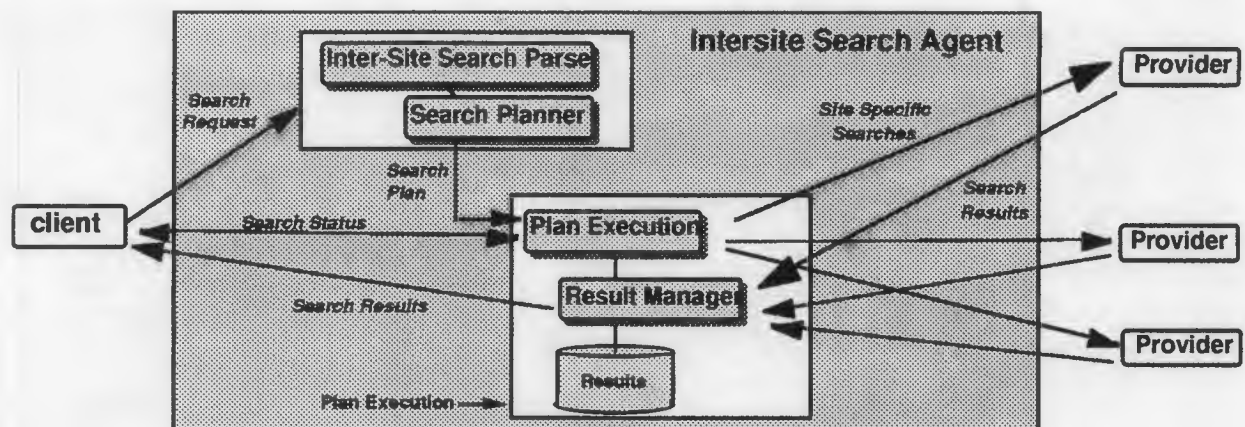 Intersite Search Agent
Inter-Site Search Parse
Search Planner
Search
Request
Search
Plan
Site Specific
Searches
Provider
Search
Results
client
Search Status
Plan Execution
Provider
Search Results
Result Manager
Provider
Results
Plan Execution